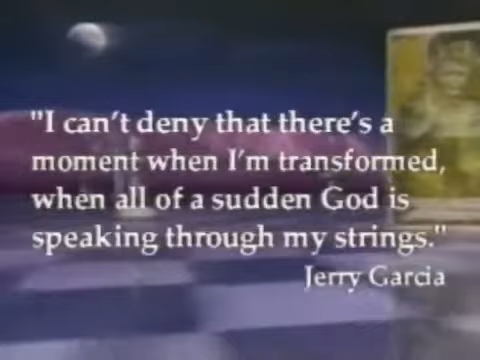 "I can't deny that there's a
moment when I'm transformed,
when all of a sudden God is
speaking through my strings."
Jerry Garcia